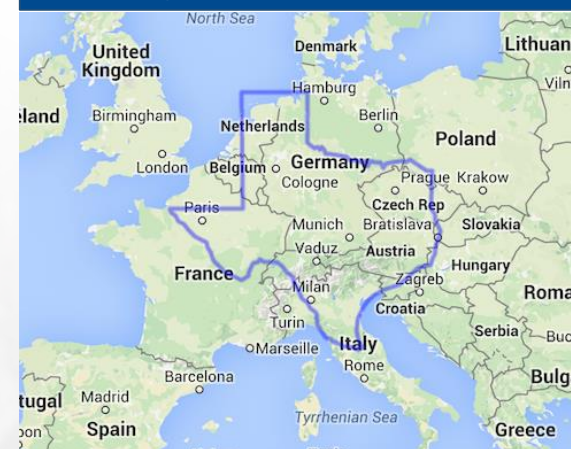 North Sea
United
Kingdom
Denmark
Lithuan
Viln
eland
Birmingham
Hamburg
Berlin
Netherlands
Poland
London
Belgium
Germany
Cologne
Prague
Krakow
Paris
Czech Rep
Munich
Bratislava
Slovakia
Vaduz
Austria
Hungary
France
Milan
Zagreb
Roma
Croatia
Turin
Serbia
Buc
Marseille
Italy
Rome
Barcelona
Bulg
tugal
Madrid
bon
Spain
Tyrrhenian Sea
Greece